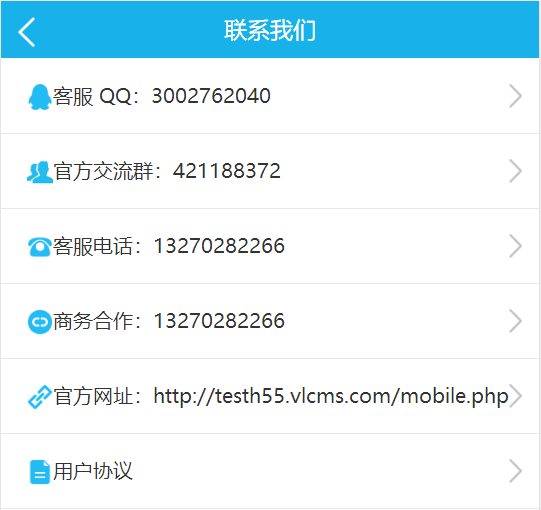 联系我们
客服 QQ：3002762040
官方交流群：421188372
客服电话：13270282266
商务合作：13270282266
官方网址：http://testh55.vlcms.com/mobile.php
用户协议